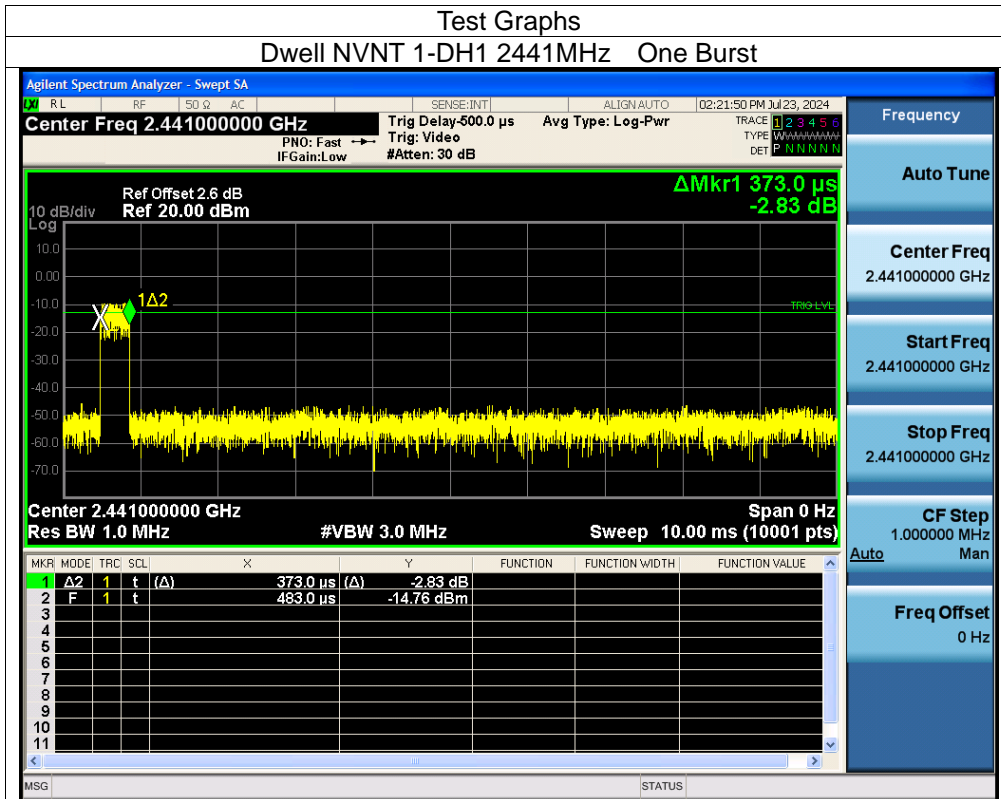 Test Graphs
Dwell NVNT 1-DH1 2441MHz One Burst
Agilent Spectrum Analyzer - Swept SA
LXI RL RF 50 Ω AC SENSE:INT ALIGN AUTO 02:21:50 PM Jul 23, 2024
Center Freq 2.441000000 GHz Trig Delay-500.0 µs Avg Type: Log-Pwr TRACE 1 2 3 4 5 6
PNO: Fast Trig: Video TYPE WWWWWW
IFGain:Low #Atten: 30 dB DET P N N N N N
Frequency
Auto Tune
Center Freq
2.441000000 GHz
Start Freq
2.441000000 GHz
Stop Freq
2.441000000 GHz
CF Step
1.000000 MHz
Auto Man
Freq Offset
0 Hz
ΔMkr1 373.0 µs
-2.83 dB
Ref Offset 2.6 dB
10 dB/div Ref 20.00 dBm
Log
10.0
0.00
-10.0
-20.0
-30.0
-40.0
-50.0
-60.0
-70.0
1Δ2
TRIG LVL
Center 2.441000000 GHz Span 0 Hz
Res BW 1.0 MHz #VBW 3.0 MHz Sweep 10.00 ms (10001 pts)
MKR MODE TRC SCL X Y FUNCTION FUNCTION WIDTH FUNCTION VALUE
1 Δ2 1 t (Δ) 373.0 µs (Δ) -2.83 dB
2 F 1 t 483.0 µs -14.76 dBm
3
4
5
6
7
8
9
10
11
MSG STATUS